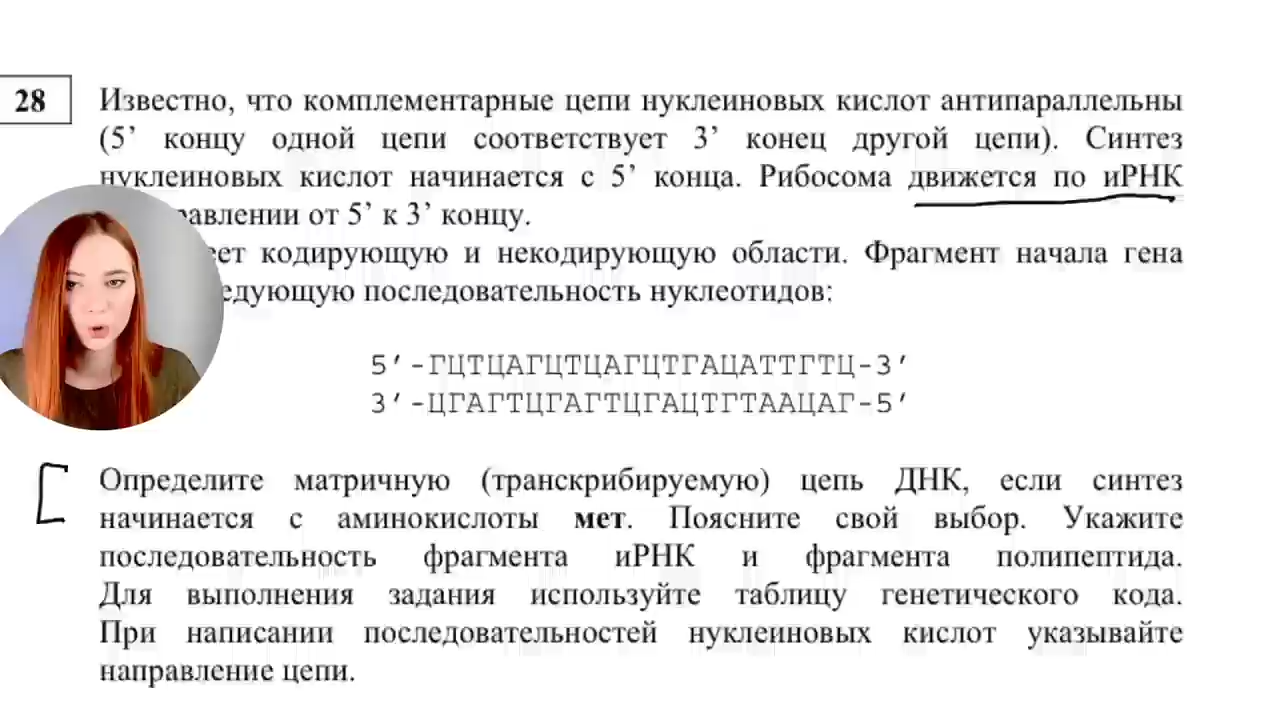 28
Известно, что комплементарные цепи нуклеиновых кислот антипараллельны
(5’ концу одной цепи соответствует 3’ конец другой цепи). Синтез
нуклеиновых кислот начинается с 5’ конца. Рибосома движется по иРНК
от 5’ к 3’ концу.
кодирующую и некодирующую области. Фрагмент начала гена
последовательность нуклеотидов:
5’-ГЦТЦАГЦТЦАГЦТГАЦАТТГТЦ-3’
3’-ЦГАГТЦГАГТЦГАЦТГТААЦАГ-5’
Определите матричную (транскрибируемую) цепь ДНК, если синтез
начинается с аминокислоты мет. Поясните свой выбор. Укажите
последовательность фрагмента иРНК и фрагмента полипептида.
Для выполнения задания используйте таблицу генетического кода.
При написании последовательностей нуклеиновых кислот указывайте
направление цепи.